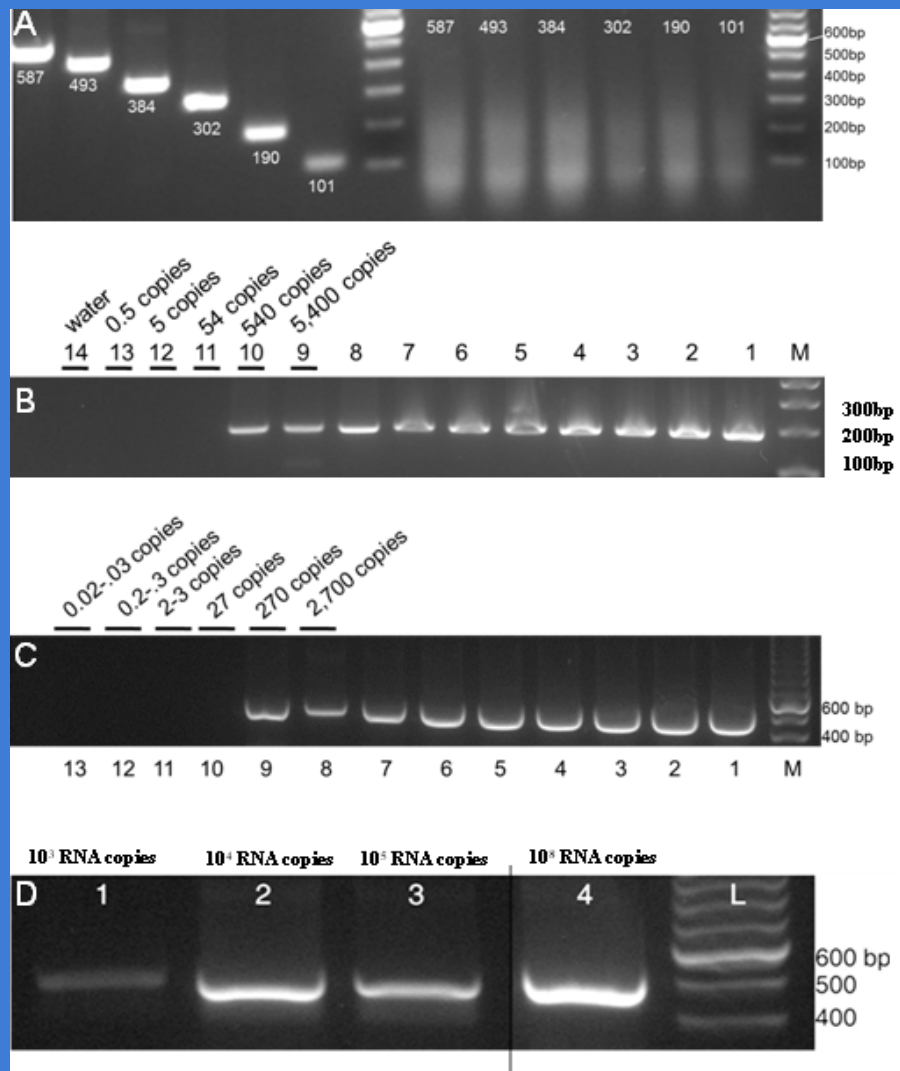 A
587 493 384 302 190 101
600bp
500bp
400bp
300bp
200bp
100bp
587
493
384
302
190
101
water
0.5 copies
5 copies
54 copies
540 copies
5,400 copies
14 13 12 11 10 9 8 7 6 5 4 3 2 1 M
B
300bp
200bp
100bp
0.02-.03 copies
0.2-.3 copies
2-3 copies
27 copies
270 copies
2,700 copies
C
600 bp
400 bp
13 12 11 10 9 8 7 6 5 4 3 2 1 M
10³ RNA copies 10⁴ RNA copies 10⁵ RNA copies 10⁸ RNA copies
D 1 2 3 4 L
600 bp
500
400